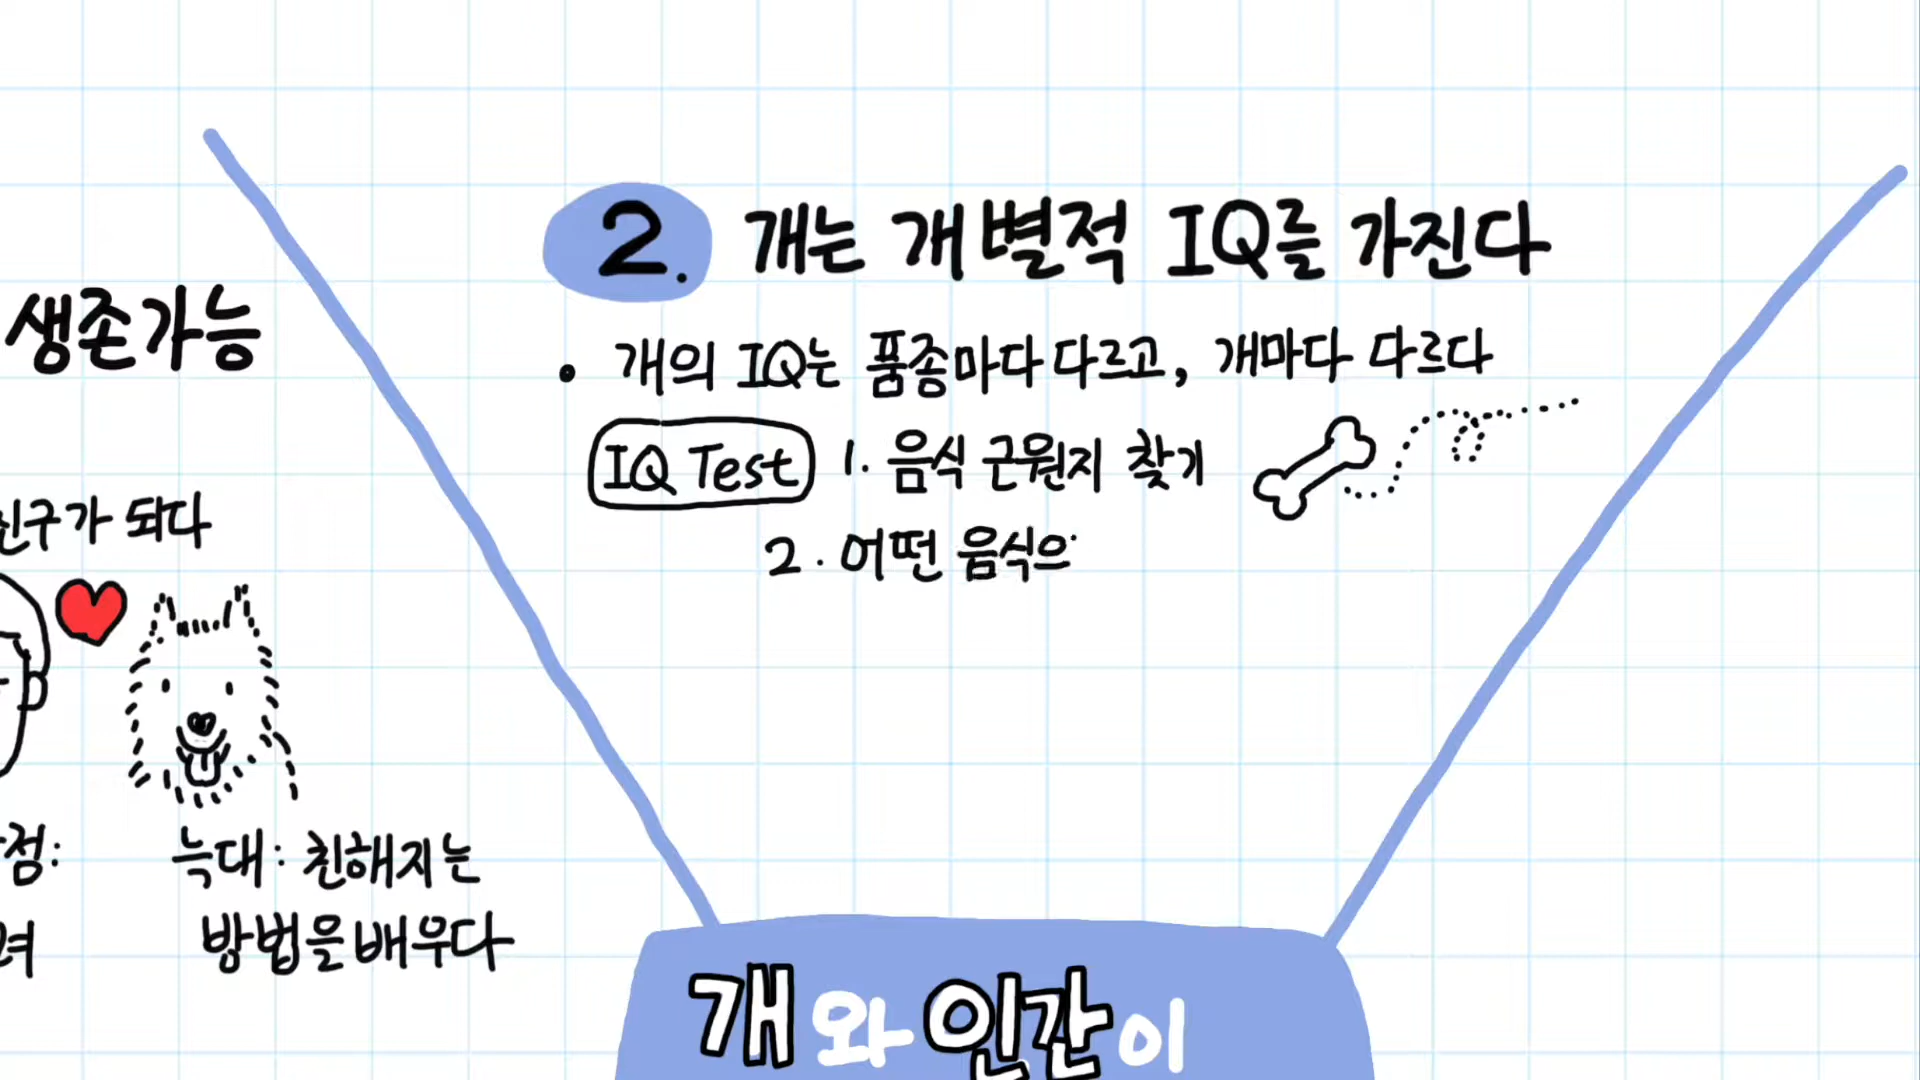 2. 개는 개별적 IQ를 가진다
• 개의 IQ는 품종마다 다르고, 개마다 다르다
IQ Test 1. 음식 근원지 찾기
2. 어떤 음식으
생존가능
친구가 되다
점:
늑대: 친해지는
방법을 배우다
려
개와 인간이